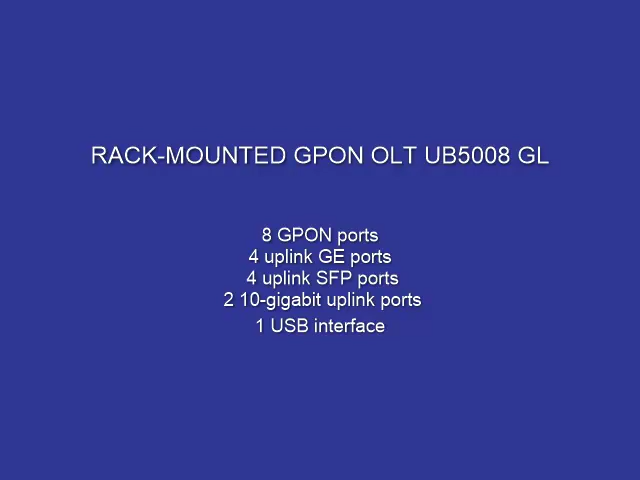 RACK-MOUNTED GPON OLT UB5008 GL
8 GPON ports
4 uplink GE ports
4 uplink SFP ports
2 10-gigabit uplink ports
1 USB interface